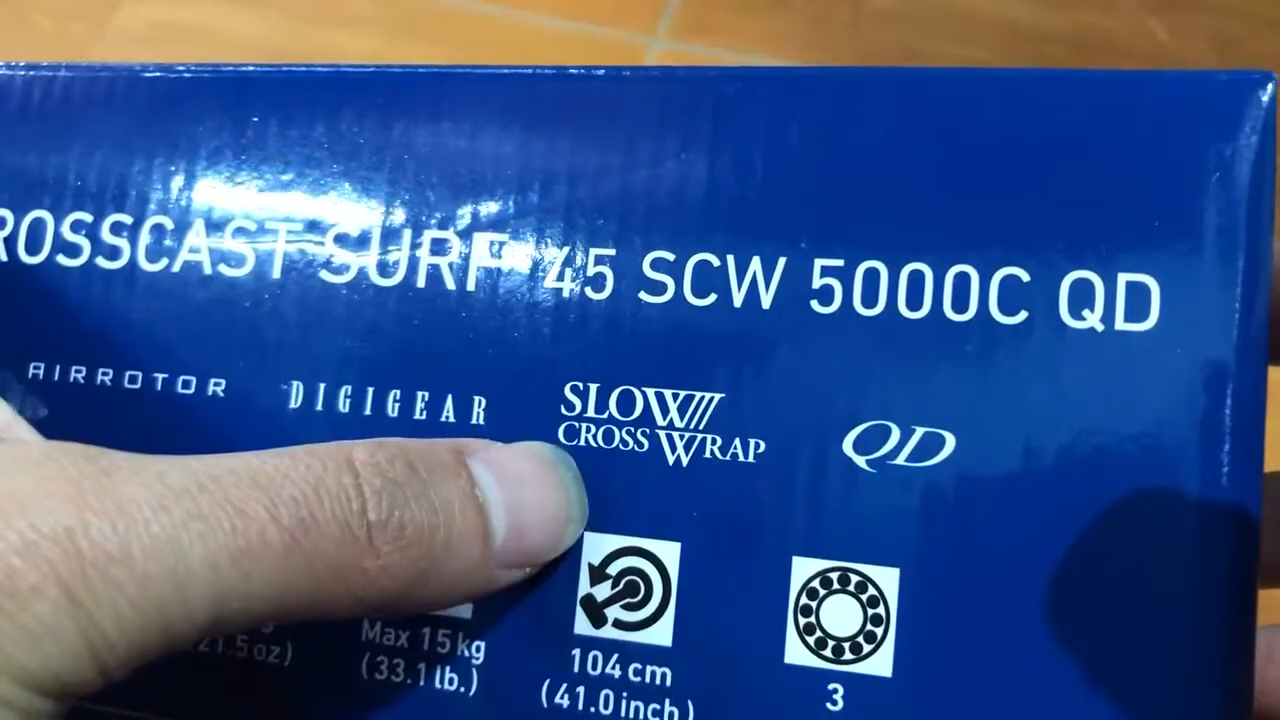 ROSSCAST SURF 45 SCW 5000C QD
AIRROTOR
DIGIGEAR
SLOW
CROSS WRAP
QD
21.5 oz)
Max 15 kg
(33.1 lb.)
104 cm
(41.0 inch)
3